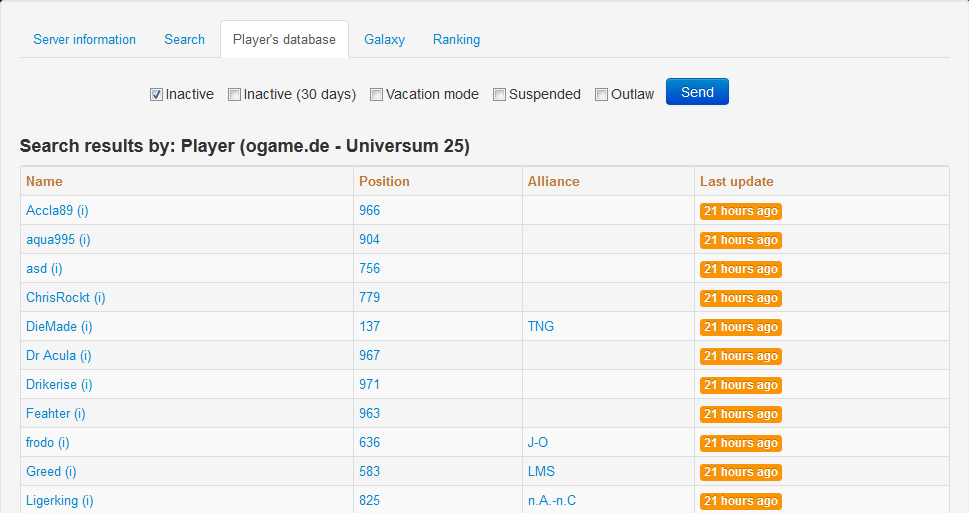 Server information Search Player's database Galaxy Ranking
Inactive Inactive (30 days) Vacation mode Suspended Outlaw Send
Search results by: Player (ogame.de - Universum 25)
Name Position Alliance Last update
Accla89 (i) 966 21 hours ago
aqua995 (i) 904 21 hours ago
asd (i) 756 21 hours ago
ChrisRockt (i) 779 21 hours ago
DieMade (i) 137 TNG 21 hours ago
Dr Acula (i) 967 21 hours ago
Drikerise (i) 971 21 hours ago
Feahter (i) 963 21 hours ago
frodo (i) 636 J-O 21 hours ago
Greed (i) 583 LMS 21 hours ago
Ligerking (i) 825 n.A.-n.C 21 hours ago